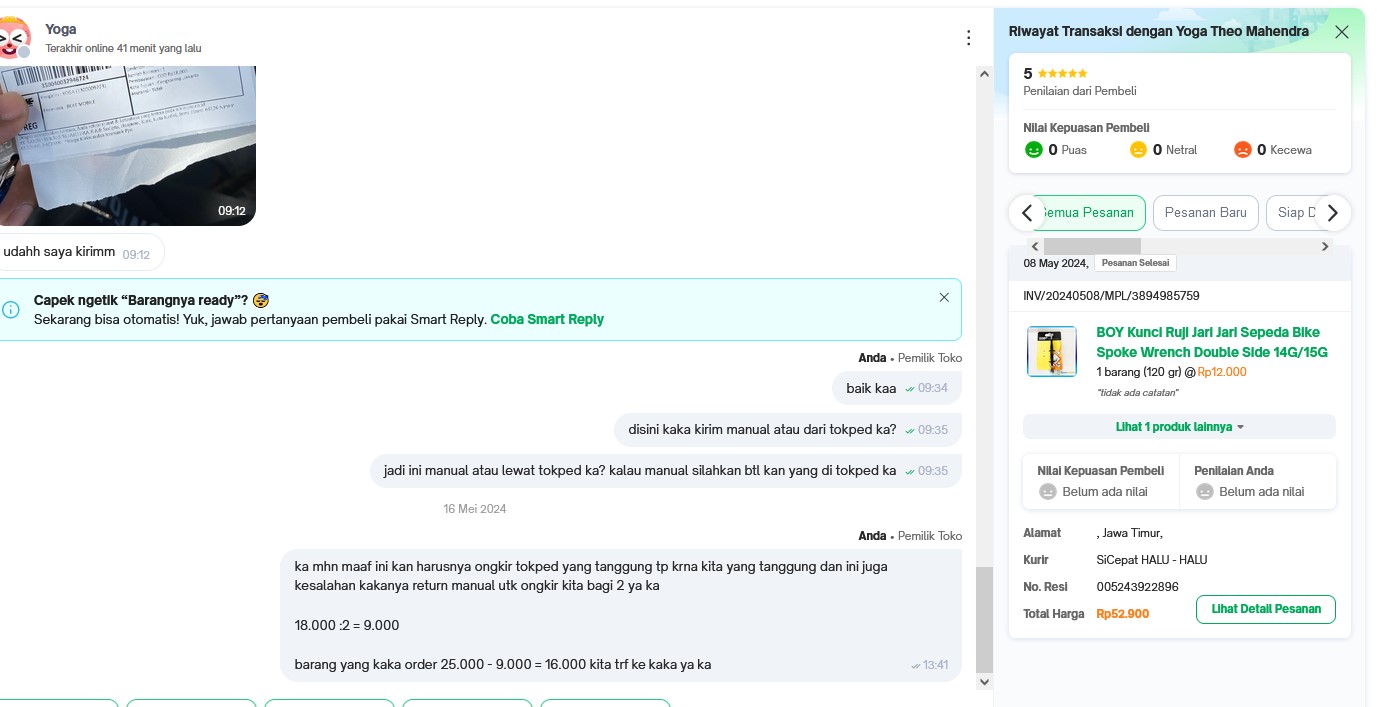 Yoga
Terakhir online 41 menit yang lalu
REG
09:12
udahh saya kirimm 09:12
Capek ngetik “Barangnya ready”? 😴
Sekarang bisa otomatis! Yuk, jawab pertanyaan pembeli pakai Smart Reply. Coba Smart Reply
Anda • Pemilik Toko
baik kaa 09:34
disini kaka kirim manual atau dari tokped ka? 09:35
jadi ini manual atau lewat tokped ka? kalau manual silahkan btl kan yang di tokped ka 09:35
16 Mei 2024
Anda • Pemilik Toko
ka mhn maaf ini kan harusnya ongkir tokped yang tanggung tp krna kita yang tanggung dan ini juga
kesalahan kakanya return manual utk ongkir kita bagi 2 ya ka
18.000 :2 = 9.000
barang yang kaka order 25.000 - 9.000 = 16.000 kita trf ke kaka ya ka 13:41
Riwayat Transaksi dengan Yoga Theo Mahendra
5
Penilaian dari Pembeli
Nilai Kepuasan Pembeli
0 Puas 0 Netral 0 Kecewa
Semua Pesanan Pesanan Baru Siap D
08 May 2024, Pesanan Selesai
INV/20240508/MPL/3894985759
BOY Kunci Ruji Jari Jari Sepeda Bike
Spoke Wrench Double Side 14G/15G
1 barang (120 gr) @ Rp12.000
"tidak ada catatan"
Lihat 1 produk lainnya
Nilai Kepuasan Pembeli Penilaian Anda
Belum ada nilai Belum ada nilai
Alamat , Jawa Timur,
Kurir SiCepat HALU - HALU
No. Resi 005243922896
Total Harga Rp52.900 Lihat Detail Pesanan